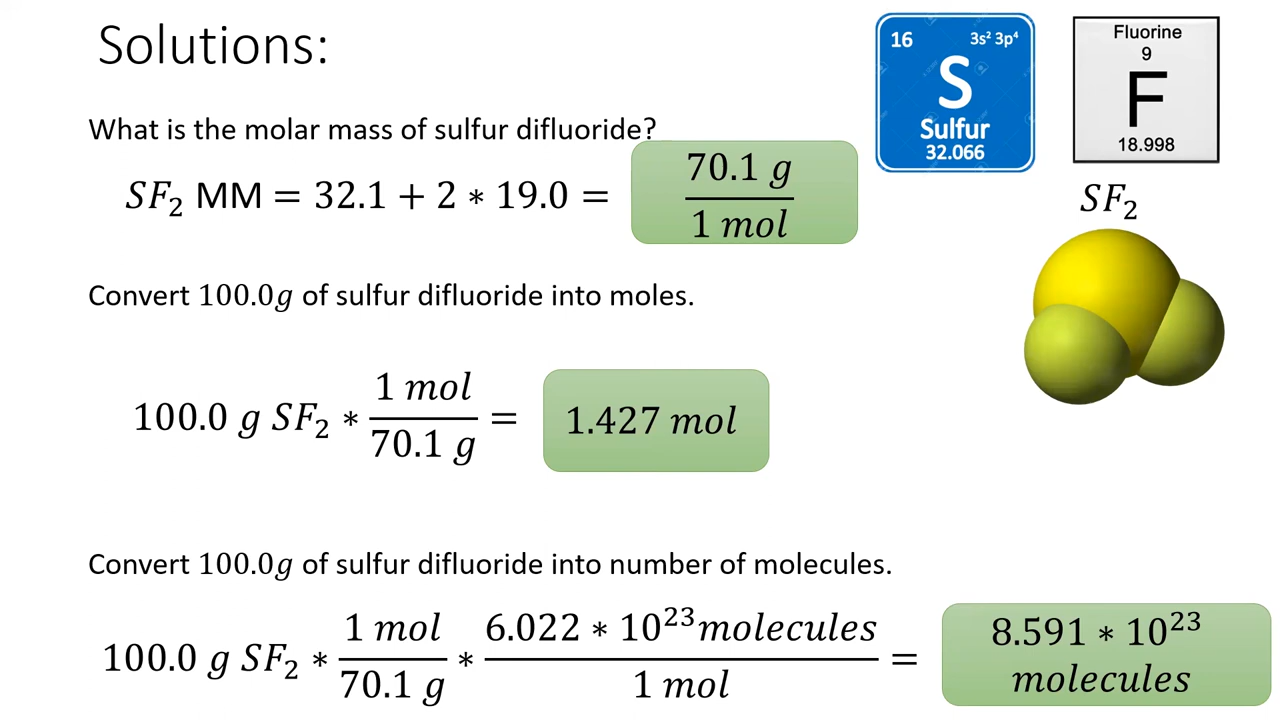 Solutions:
16 3s² 3p⁴
S
Sulfur
32.066
Fluorine
9
F
18.998
What is the molar mass of sulfur difluoride?
SF₂ MM = 32.1 + 2 ∗ 19.0 = 70.1 g / 1 mol
SF₂
Convert 100.0g of sulfur difluoride into moles.
100.0 g SF₂ ∗ 1 mol / 70.1 g = 1.427 mol
Convert 100.0g of sulfur difluoride into number of molecules.
100.0 g SF₂ ∗ 1 mol / 70.1 g ∗ 6.022 ∗ 10²³ molecules / 1 mol = 8.591 ∗ 10²³ molecules